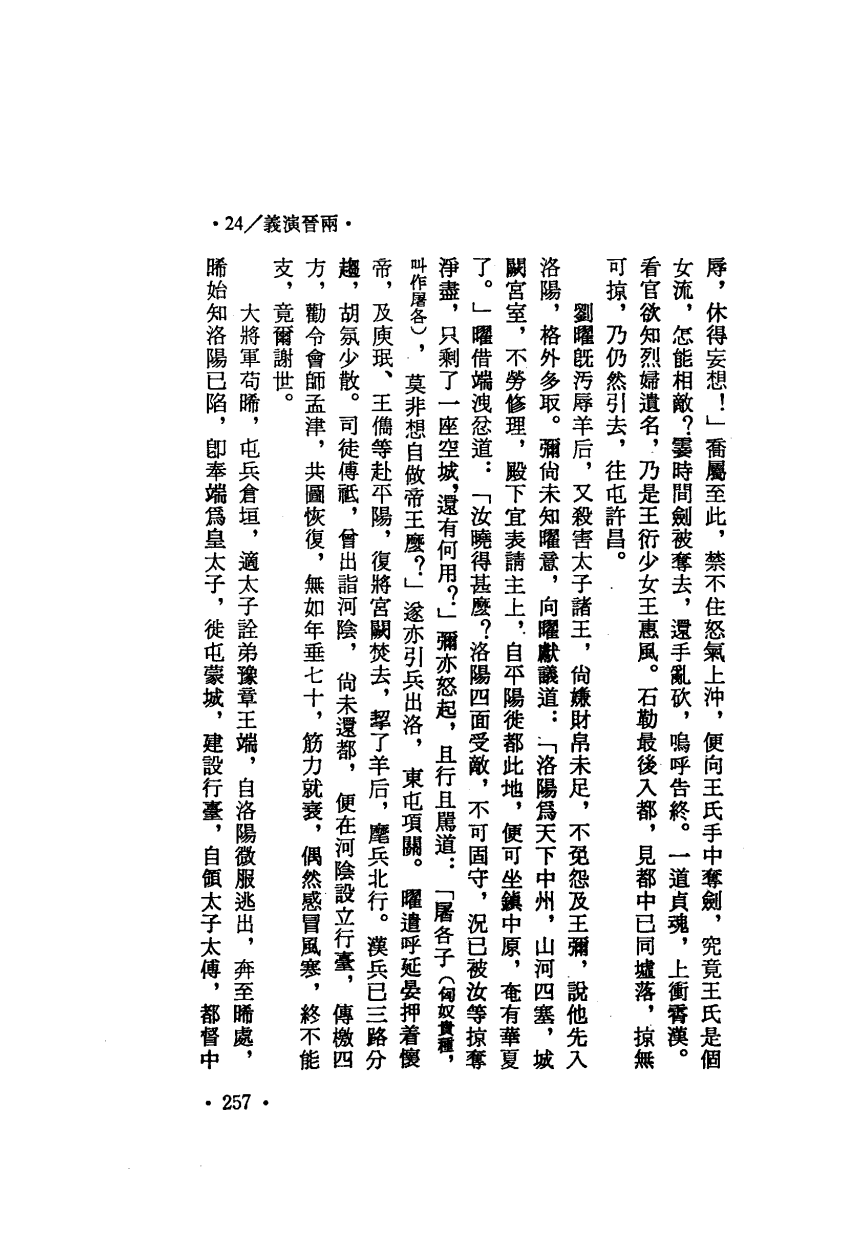 ·24／義演晉兩·
辱，休得妄想！」喬屬至此，禁不住怒氣上沖，便向王氏手中奪劍，究竟王氏是個
女流，怎能相敵？霎時間劍被奪去，還手亂砍，嗚呼告終。一道貞魂，上衝霄漢。
看官欲知烈婦遺名，乃是王衍少女王惠風。石勒最後入都，見都中已同墟落，掠無
可掠，乃仍然引去，往屯許昌。
劉曜既污辱羊后，又殺害太子諸王，尚嫌財帛未足，不免怨及王彌，說他先入
洛陽，格外多取。彌尚未知曜意，向曜獻議道：「洛陽爲天下中州，山河四塞，城
闕宮室，不勞修理，殿下宜表請主上，自平陽徙都此地，便可坐鎮中原，奄有華夏
了。」曜借端洩忿道：「汝曉得甚麼？洛陽四面受敵，不可固守，況已被汝等掠奪
淨盡，只剩了一座空城，還有何用？」彌亦怒起，且行且罵道：「屠各子（匈奴貴種，
叫作屠各），莫非想自做帝王麼？」遂亦引兵出洛，東屯項關。曜遣呼延晏押着懷
帝，及庾珉、王儁等赴平陽，復將宮闕焚去，挈了羊后，麾兵北行。漢兵已三路分
趨，胡氛少散。司徒傅祗，曾出詣河陰，尚未還都，便在河陰設立行臺，傳檄四
方，勸令會師孟津，共圖恢復，無如年垂七十，筋力就衰，偶然感冒風寒，終不能
支，竟爾謝世。
大將軍苟晞，屯兵倉垣，適太子詮弟豫章王端，自洛陽微服逃出，奔至晞處，
晞始知洛陽已陷，卽奉端爲皇太子，徙屯蒙城，建設行臺，自領太子太傅，都督中
·257·